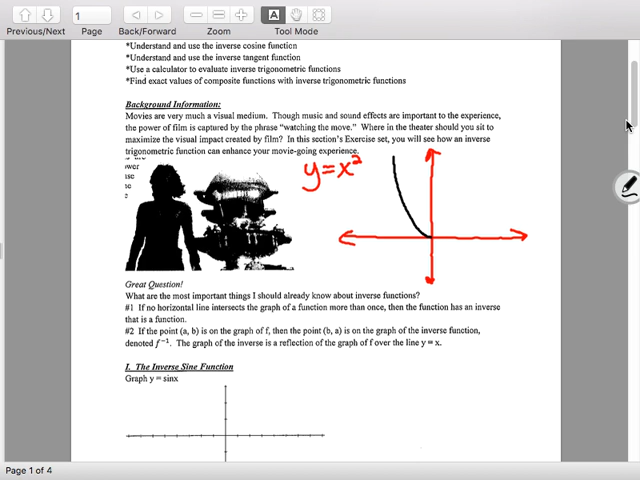 Previous/Next
1
Page
Back/Forward
Zoom
A
Tool Mode
*Understand and use the inverse cosine function
*Understand and use the inverse tangent function
*Use a calculator to evaluate inverse trigonometric functions
*Find exact values of composite functions with inverse trigonometric functions
Background Information:
Movies are very much a visual medium. Though music and sound effects are important to the experience,
the power of film is captured by the phrase “watching the move.” Where in the theater should you sit to
maximize the visual impact created by film? In this section's Exercise set, you will see how an inverse
trigonometric function can enhance your movie-going experience.
y=x²
Great Question!
What are the most important things I should already know about inverse functions?
#1 If no horizontal line intersects the graph of a function more than once, then the function has an inverse
that is a function.
#2 If the point (a, b) is on the graph of f, then the point (b, a) is on the graph of the inverse function,
denoted f⁻¹. The graph of the inverse is a reflection of the graph of f over the line y = x.
I. The Inverse Sine Function
Graph y = sinx
Page 1 of 4